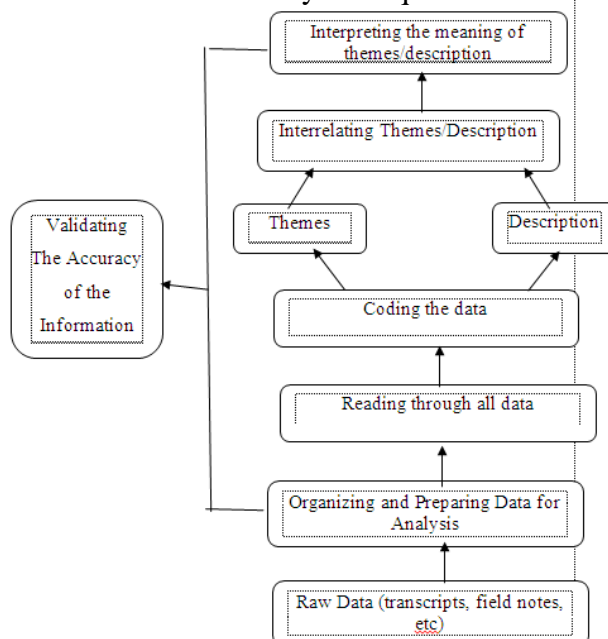 Interpreting the meaning of
themes/description
Interrelating Themes/Description
Themes
Description
Validating
The Accuracy
of the
Information
Coding the data
Reading through all data
Organizing and Preparing Data for
Analysis
Raw Data (transcripts, field notes,
etc)